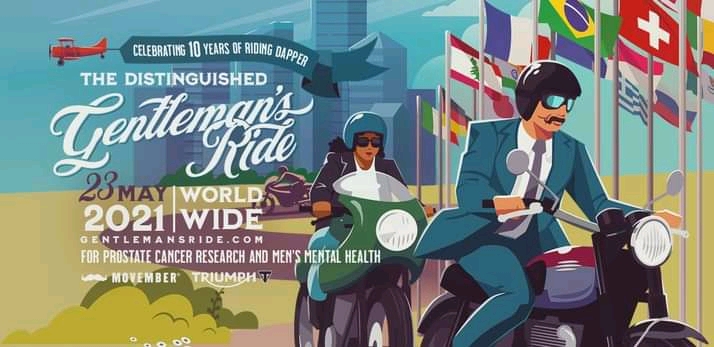 CELEBRATING 10 YEARS OF RIDING DAPPER
THE DISTINGUISHED
Gentleman's
Ride
23 MAY
2021
WORLD
WIDE
GENTLEMANSRIDE.COM
FOR PROSTATE CANCER RESEARCH AND MEN'S MENTAL HEALTH
MOVEMBER® TRIUMPH